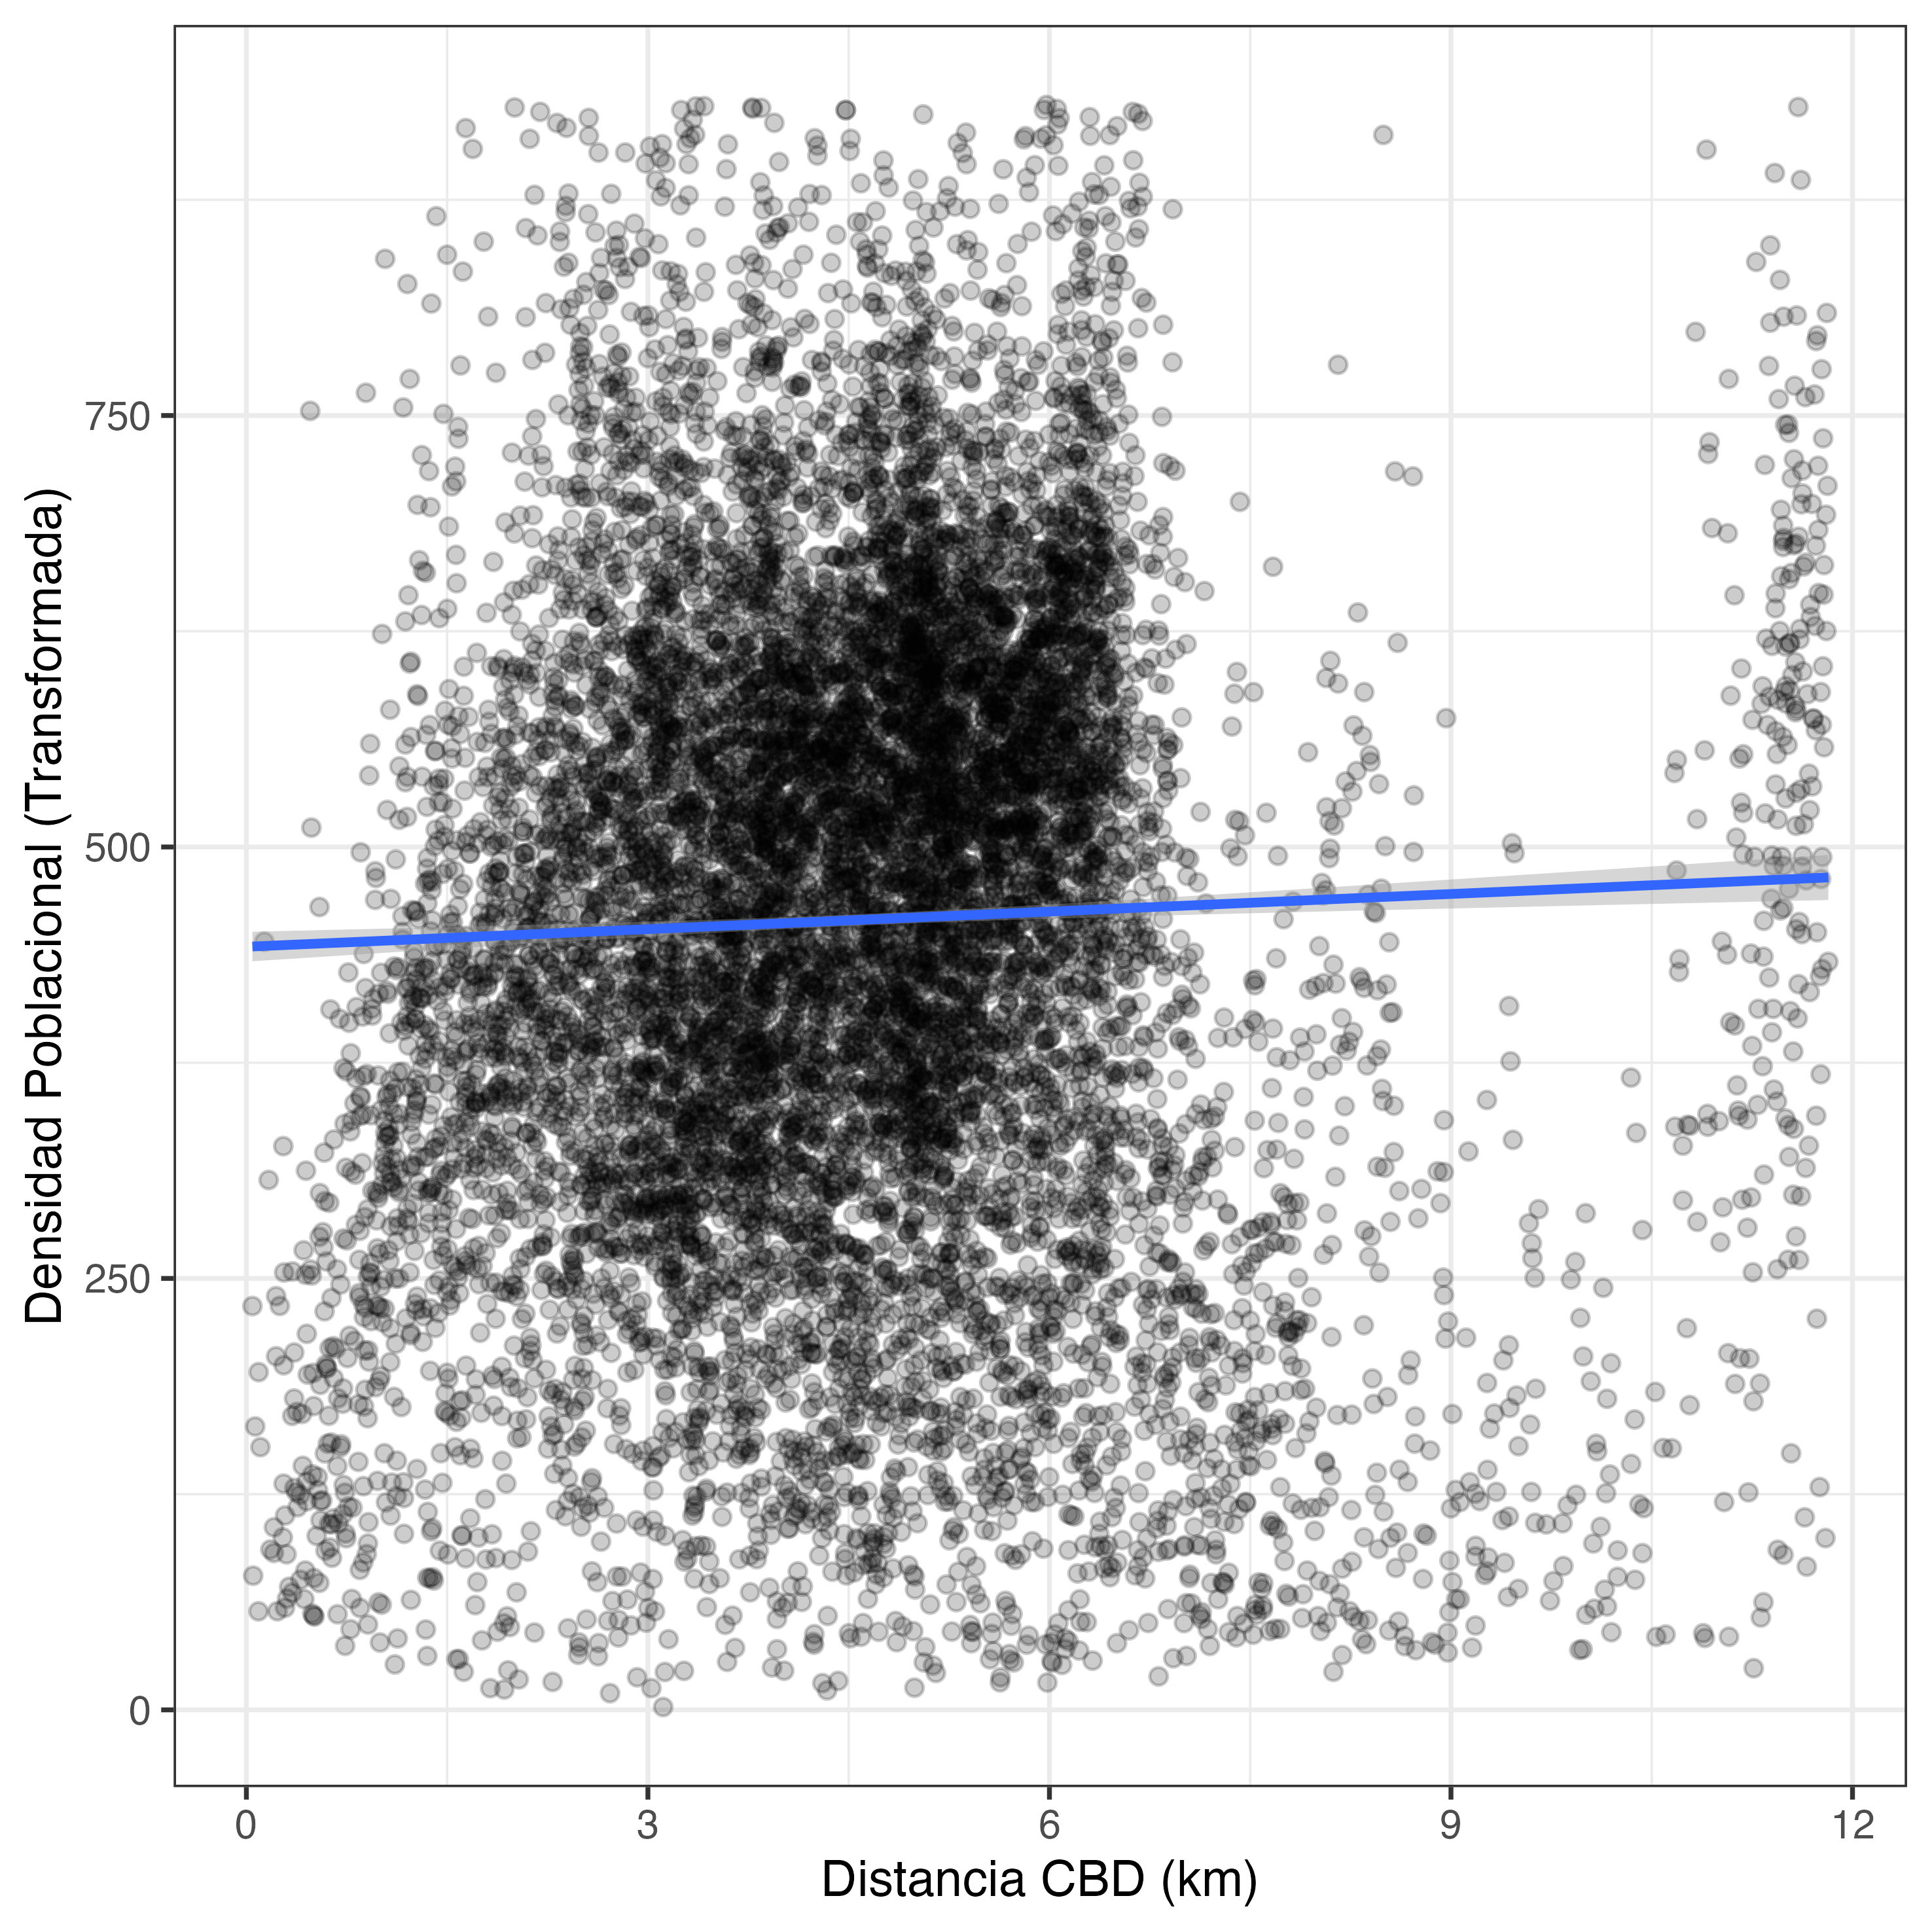 Densidad Poblacional (Transformada)
750
500
250
0
0 3 6 9 12
Distancia CBD (km)